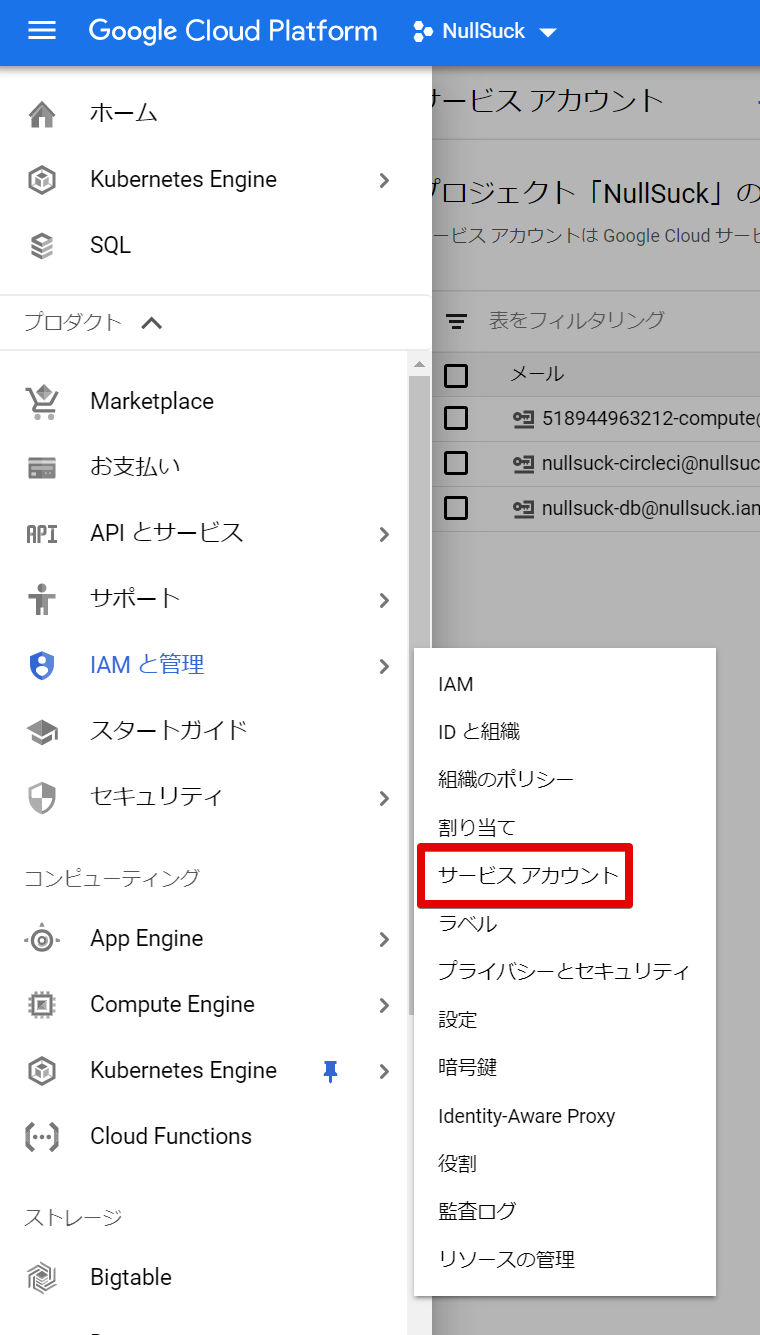 Google Cloud Platform NullSuck
ホーム
Kubernetes Engine
SQL
プロダクト
Marketplace
お支払い
API APIとサービス
サポート
IAM と管理
スタートガイド
セキュリティ
コンピューティング
App Engine
Compute Engine
Kubernetes Engine
Cloud Functions
ストレージ
Bigtable
サービス アカウント
プロジェクト「NullSuck」の
ービス アカウントは Google Cloud サービ
表をフィルタリング
メール
518944963212-compute@
nullsuck-circleci@nullsuc
nullsuck-db@nullsuck.iam
IAM
ID と組織
組織のポリシー
割り当て
サービス アカウント
ラベル
プライバシーとセキュリティ
設定
暗号鍵
Identity-Aware Proxy
役割
監査ログ
リソースの管理